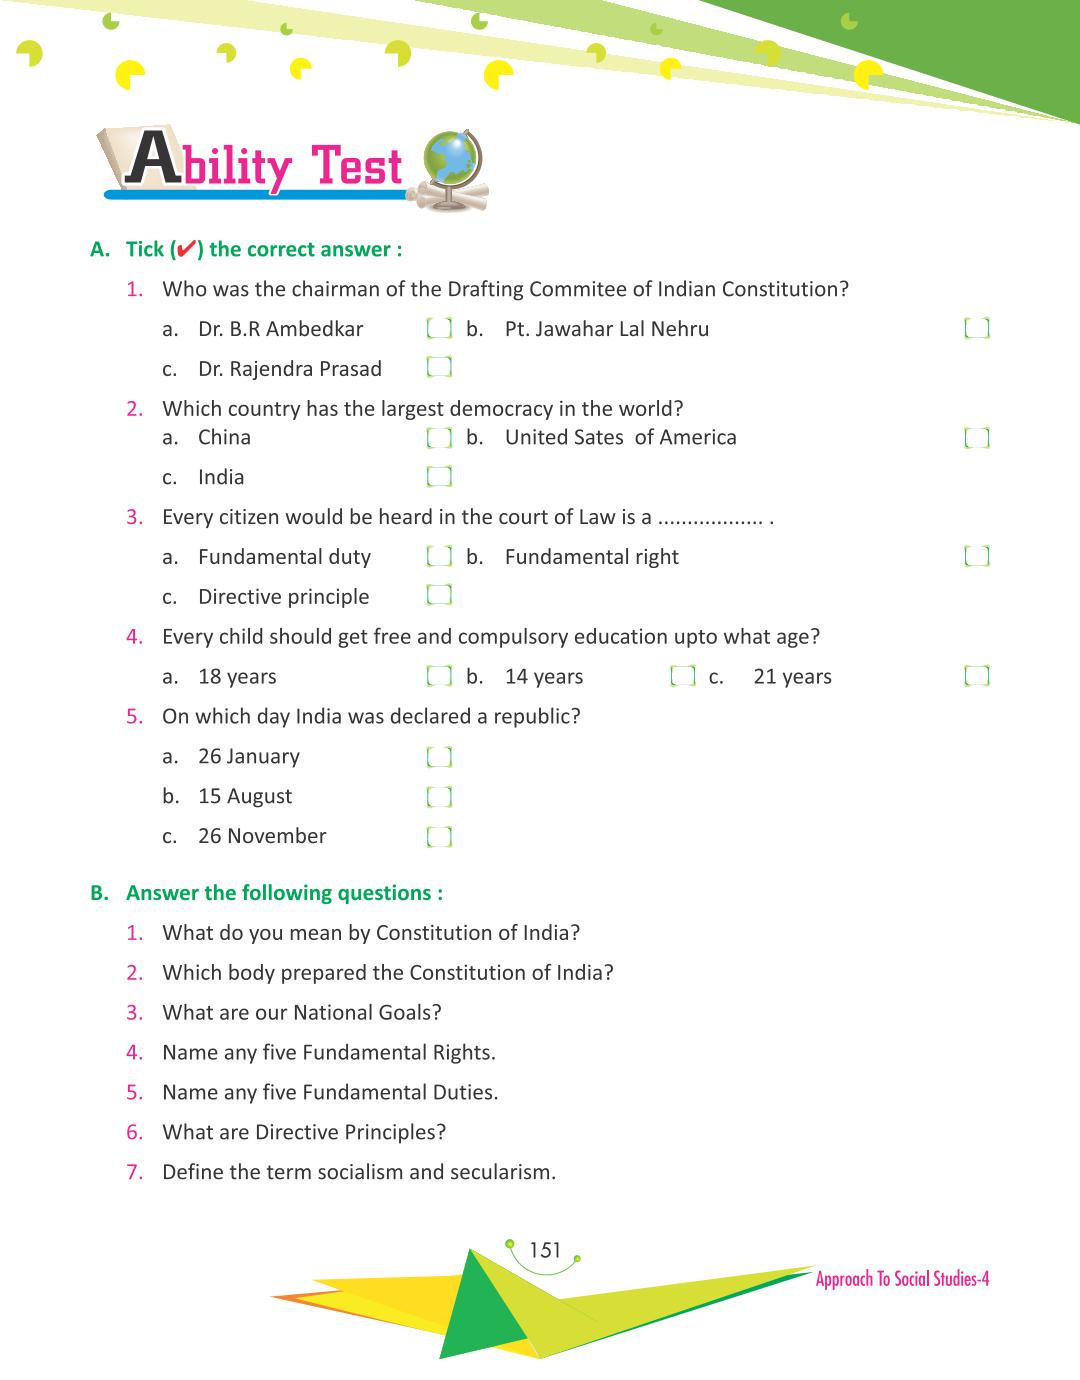 Ability Test
A. Tick (✔) the correct answer :
1. Who was the chairman of the Drafting Commitee of Indian Constitution?
a. Dr. B.R Ambedkar b. Pt. Jawahar Lal Nehru
c. Dr. Rajendra Prasad
2. Which country has the largest democracy in the world?
a. China b. United Sates of America
c. India
3. Every citizen would be heard in the court of Law is a .................. .
a. Fundamental duty b. Fundamental right
c. Directive principle
4. Every child should get free and compulsory education upto what age?
a. 18 years b. 14 years c. 21 years
5. On which day India was declared a republic?
a. 26 January
b. 15 August
c. 26 November
B. Answer the following questions :
1. What do you mean by Constitution of India?
2. Which body prepared the Constitution of India?
3. What are our National Goals?
4. Name any five Fundamental Rights.
5. Name any five Fundamental Duties.
6. What are Directive Principles?
7. Define the term socialism and secularism.
151
Approach To Social Studies-4